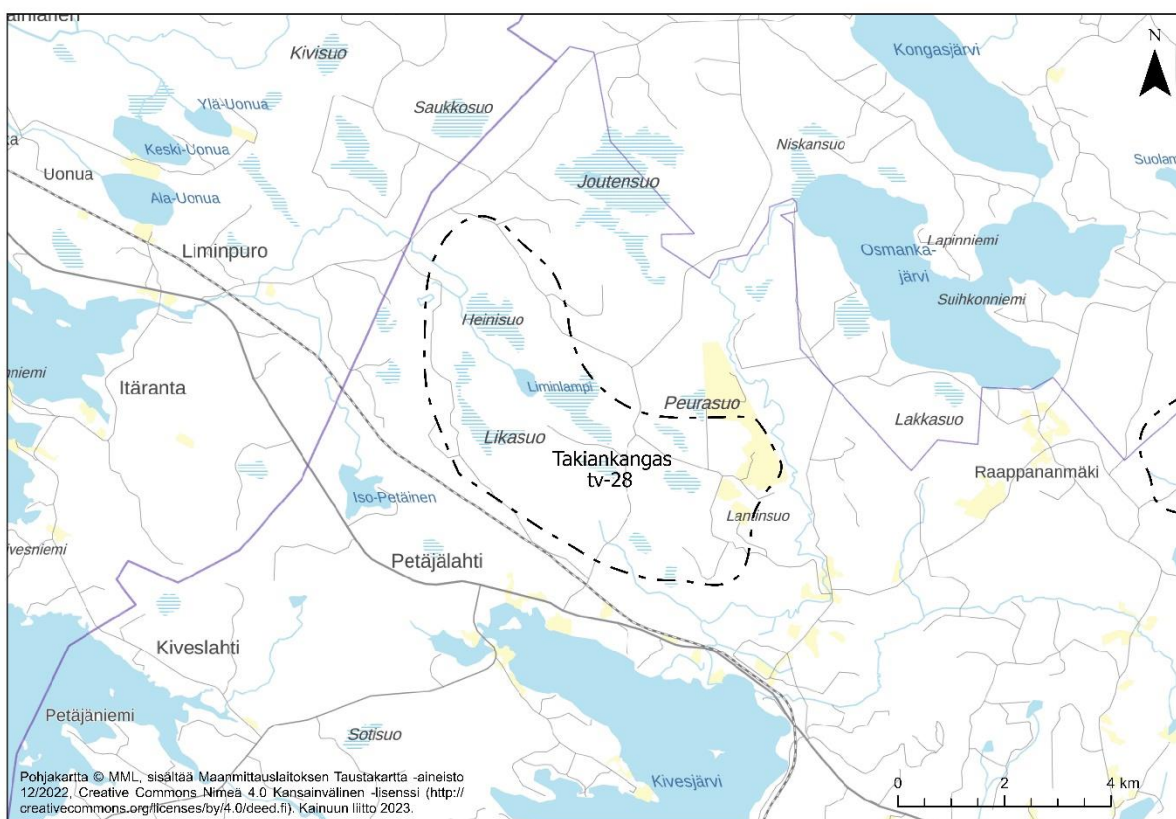 Kongasjärvi
N
Kivisuo
Ylä-Uonua
Saukkosuo
Keski-Uonua
Niskansuo
Uonua
Joutensuo
Ala-Uonua
Liminpuro
Lapinniemi
Osmanka-
järvi
Suihkonniemi
Heinisuo
Itäranta
Liminlampi
Peurasuo
Lakkasuo
Likasuo
Takiankangas
tv-28
Raappananmäki
Iso-Petäinen
Lantinsuo
Petäjälahti
Kiveslahti
Petäjäniemi
Sotisuo
Kivesjärvi
0 2 4 km
Pohjakartta © MML, sisältää Maanmittauslaitoksen Taustakartta -aineisto
12/2022, Creative Commons Nimeä 4.0 Kansainvälinen -lisenssi (http://
creativecommons.org/licenses/by/4.0/deed.fi). Kainuun liitto 2023.